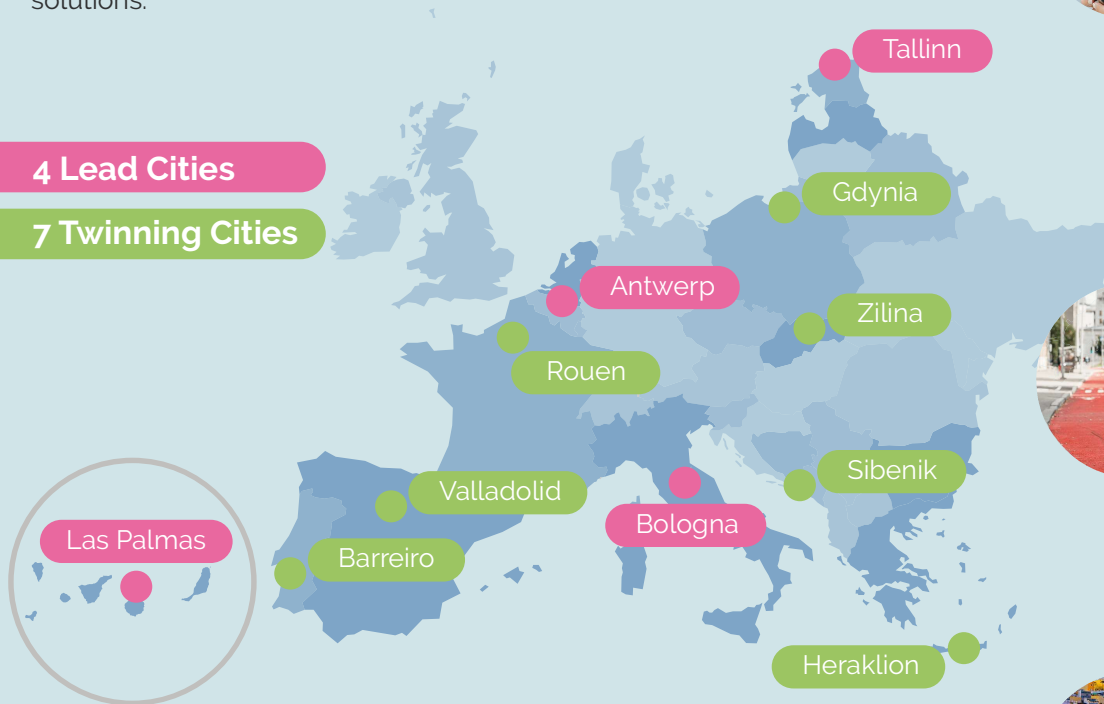 solutions.
4 Lead Cities
7 Twinning Cities
Tallinn
Gdynia
Antwerp
Zilina
Rouen
Sibenik
Valladolid
Bologna
Las Palmas
Barreiro
Heraklion